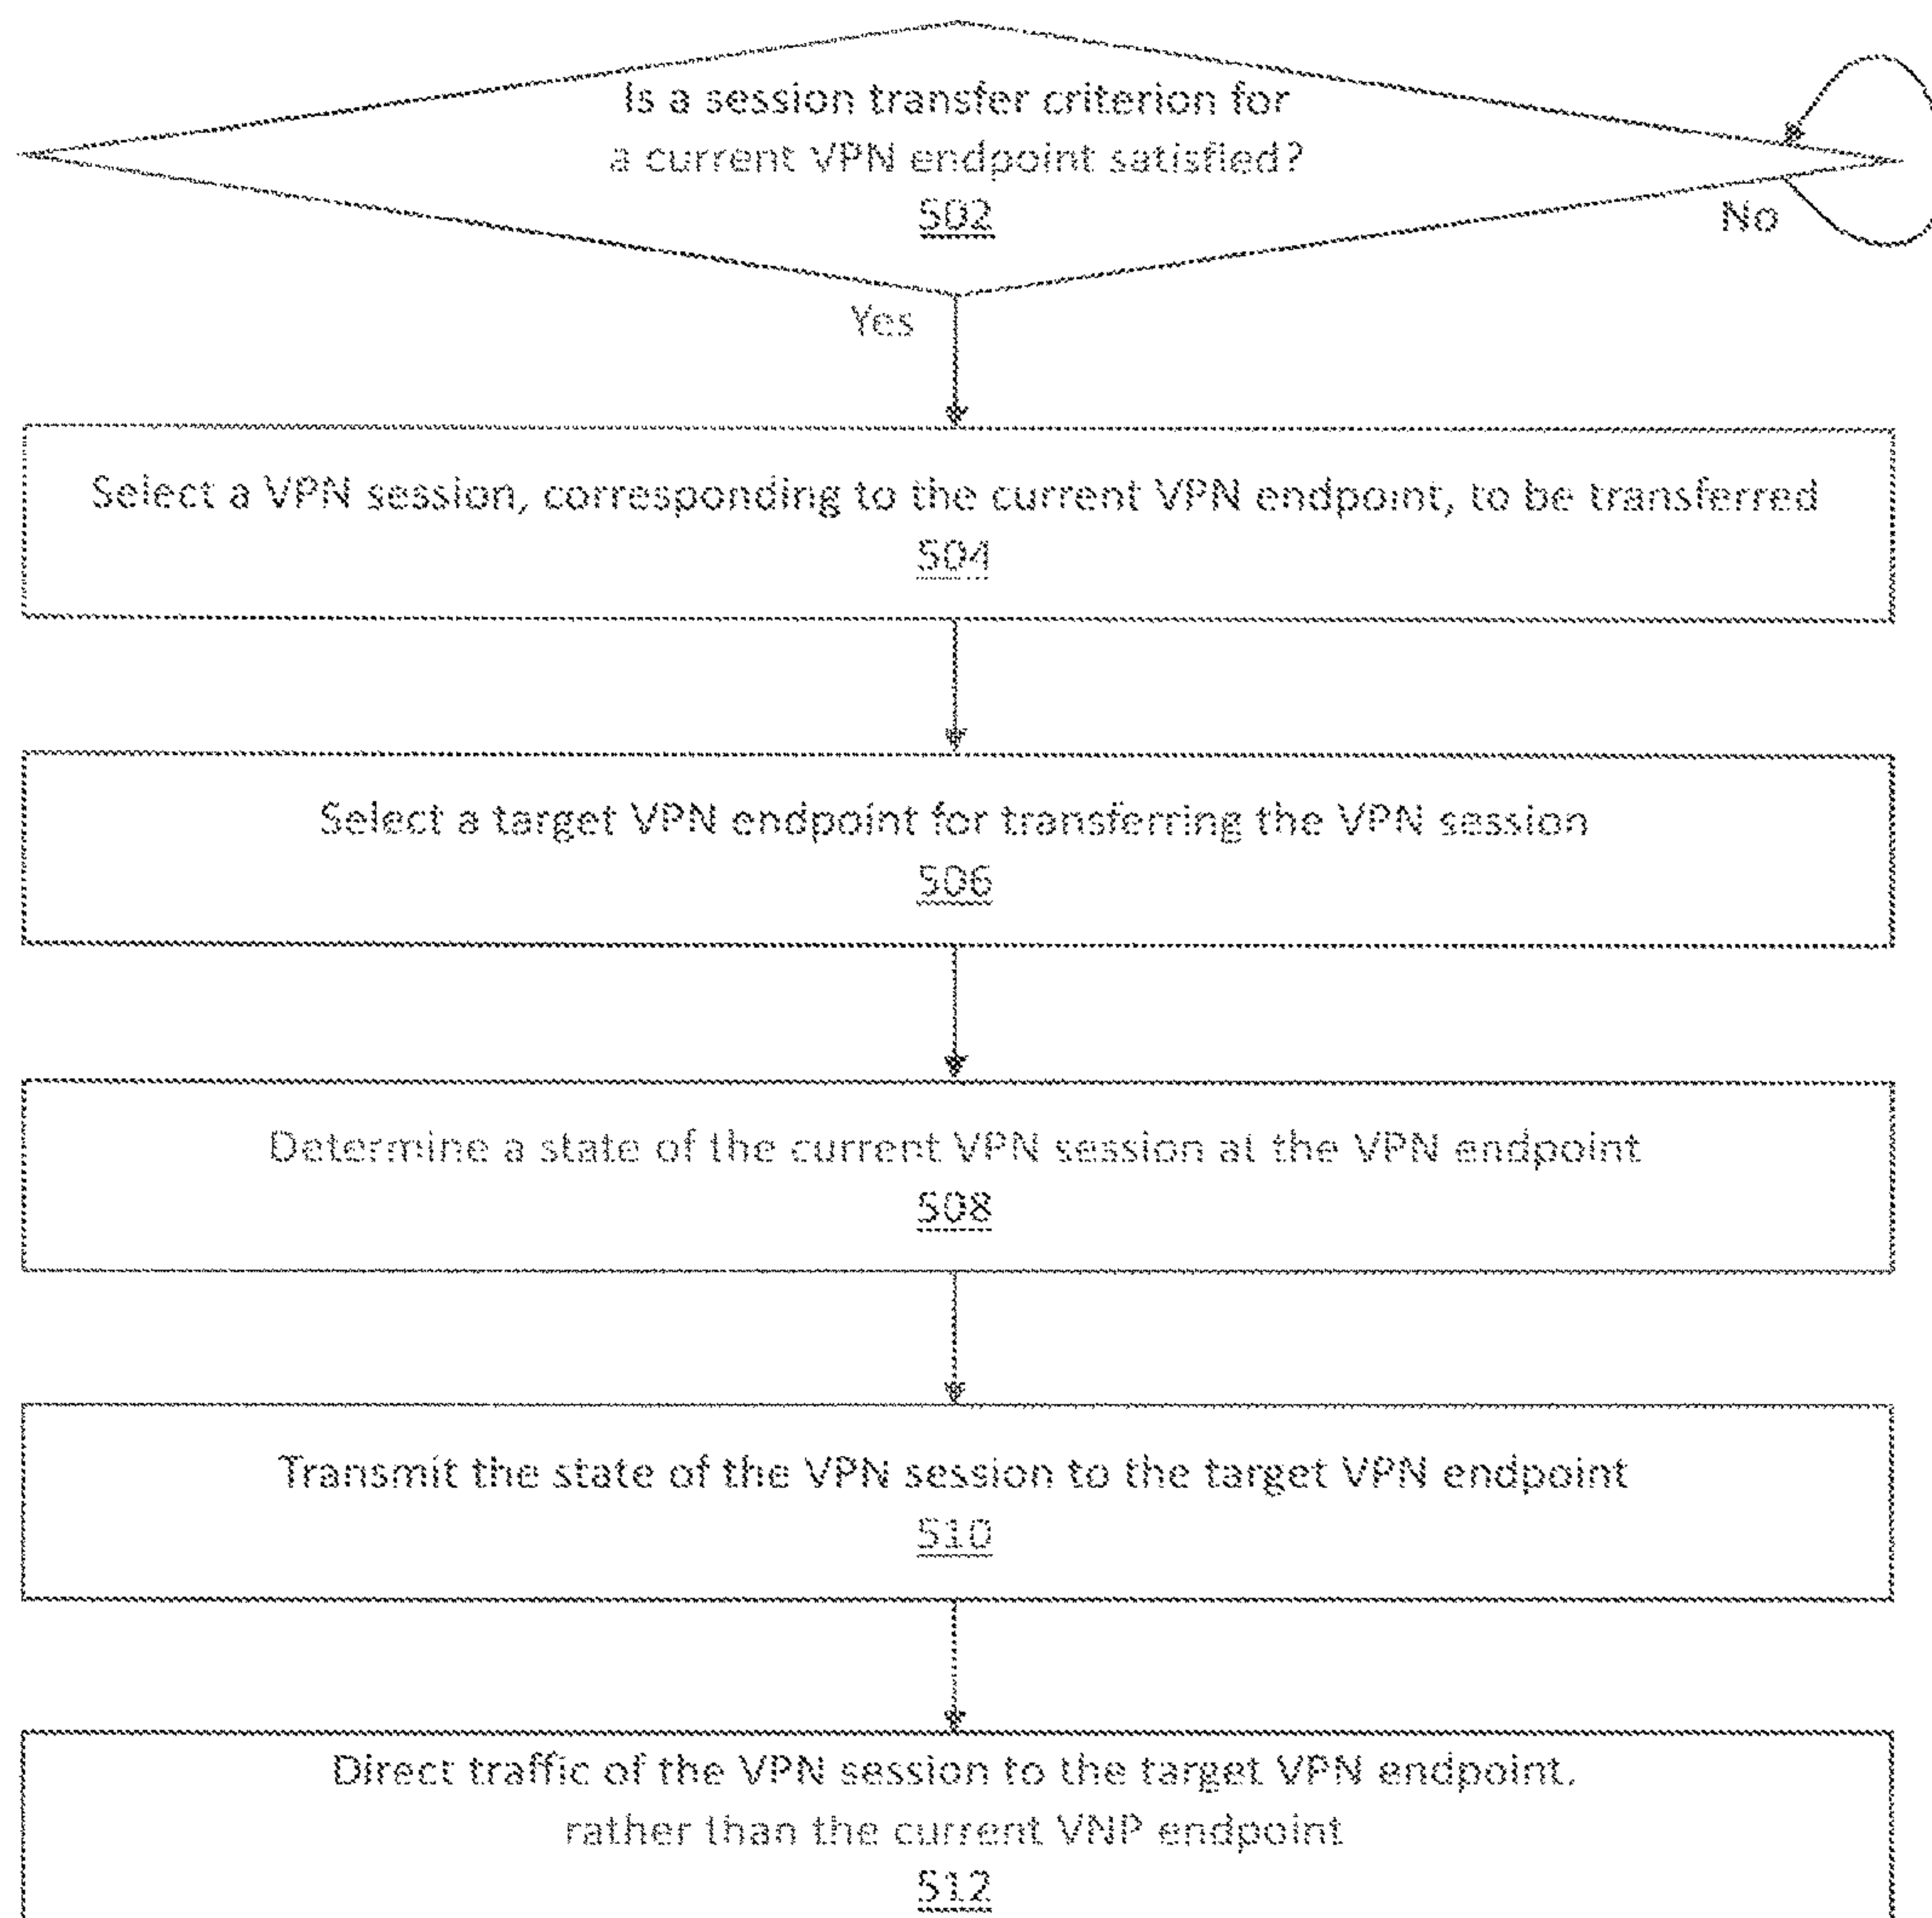 Is a session transfer criterion for
a current VPN endpoint satisfied?
502
No
Yes
Select a VPN session, corresponding to the current VPN endpoint, to be transferred
504
Select a target VPN endpoint for transferring the VPN session
506
Determine a state of the current VPN session at the VPN endpoint
508
Transmit the state of the VPN session to the target VPN endpoint
510
Direct traffic of the VPN session to the target VPN endpoint,
rather than the current VNP endpoint
512